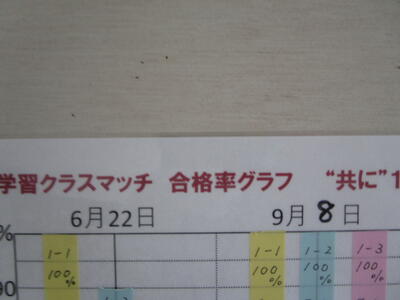 学習クラスマッチ 合格率グラフ "共に"1
6月22日 9月8日
%
1-1 1-1 1-2 1-3
100% 100% 100% 100%
90